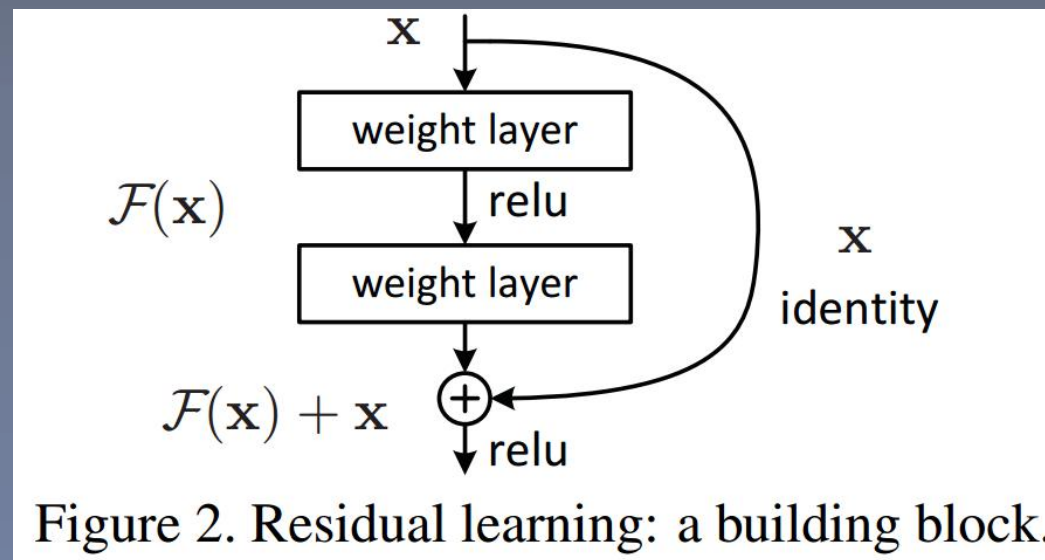 x
weight layer
relu
F(x)
weight layer
x
identity
F(x) + x
+
relu
Figure 2. Residual learning: a building block.